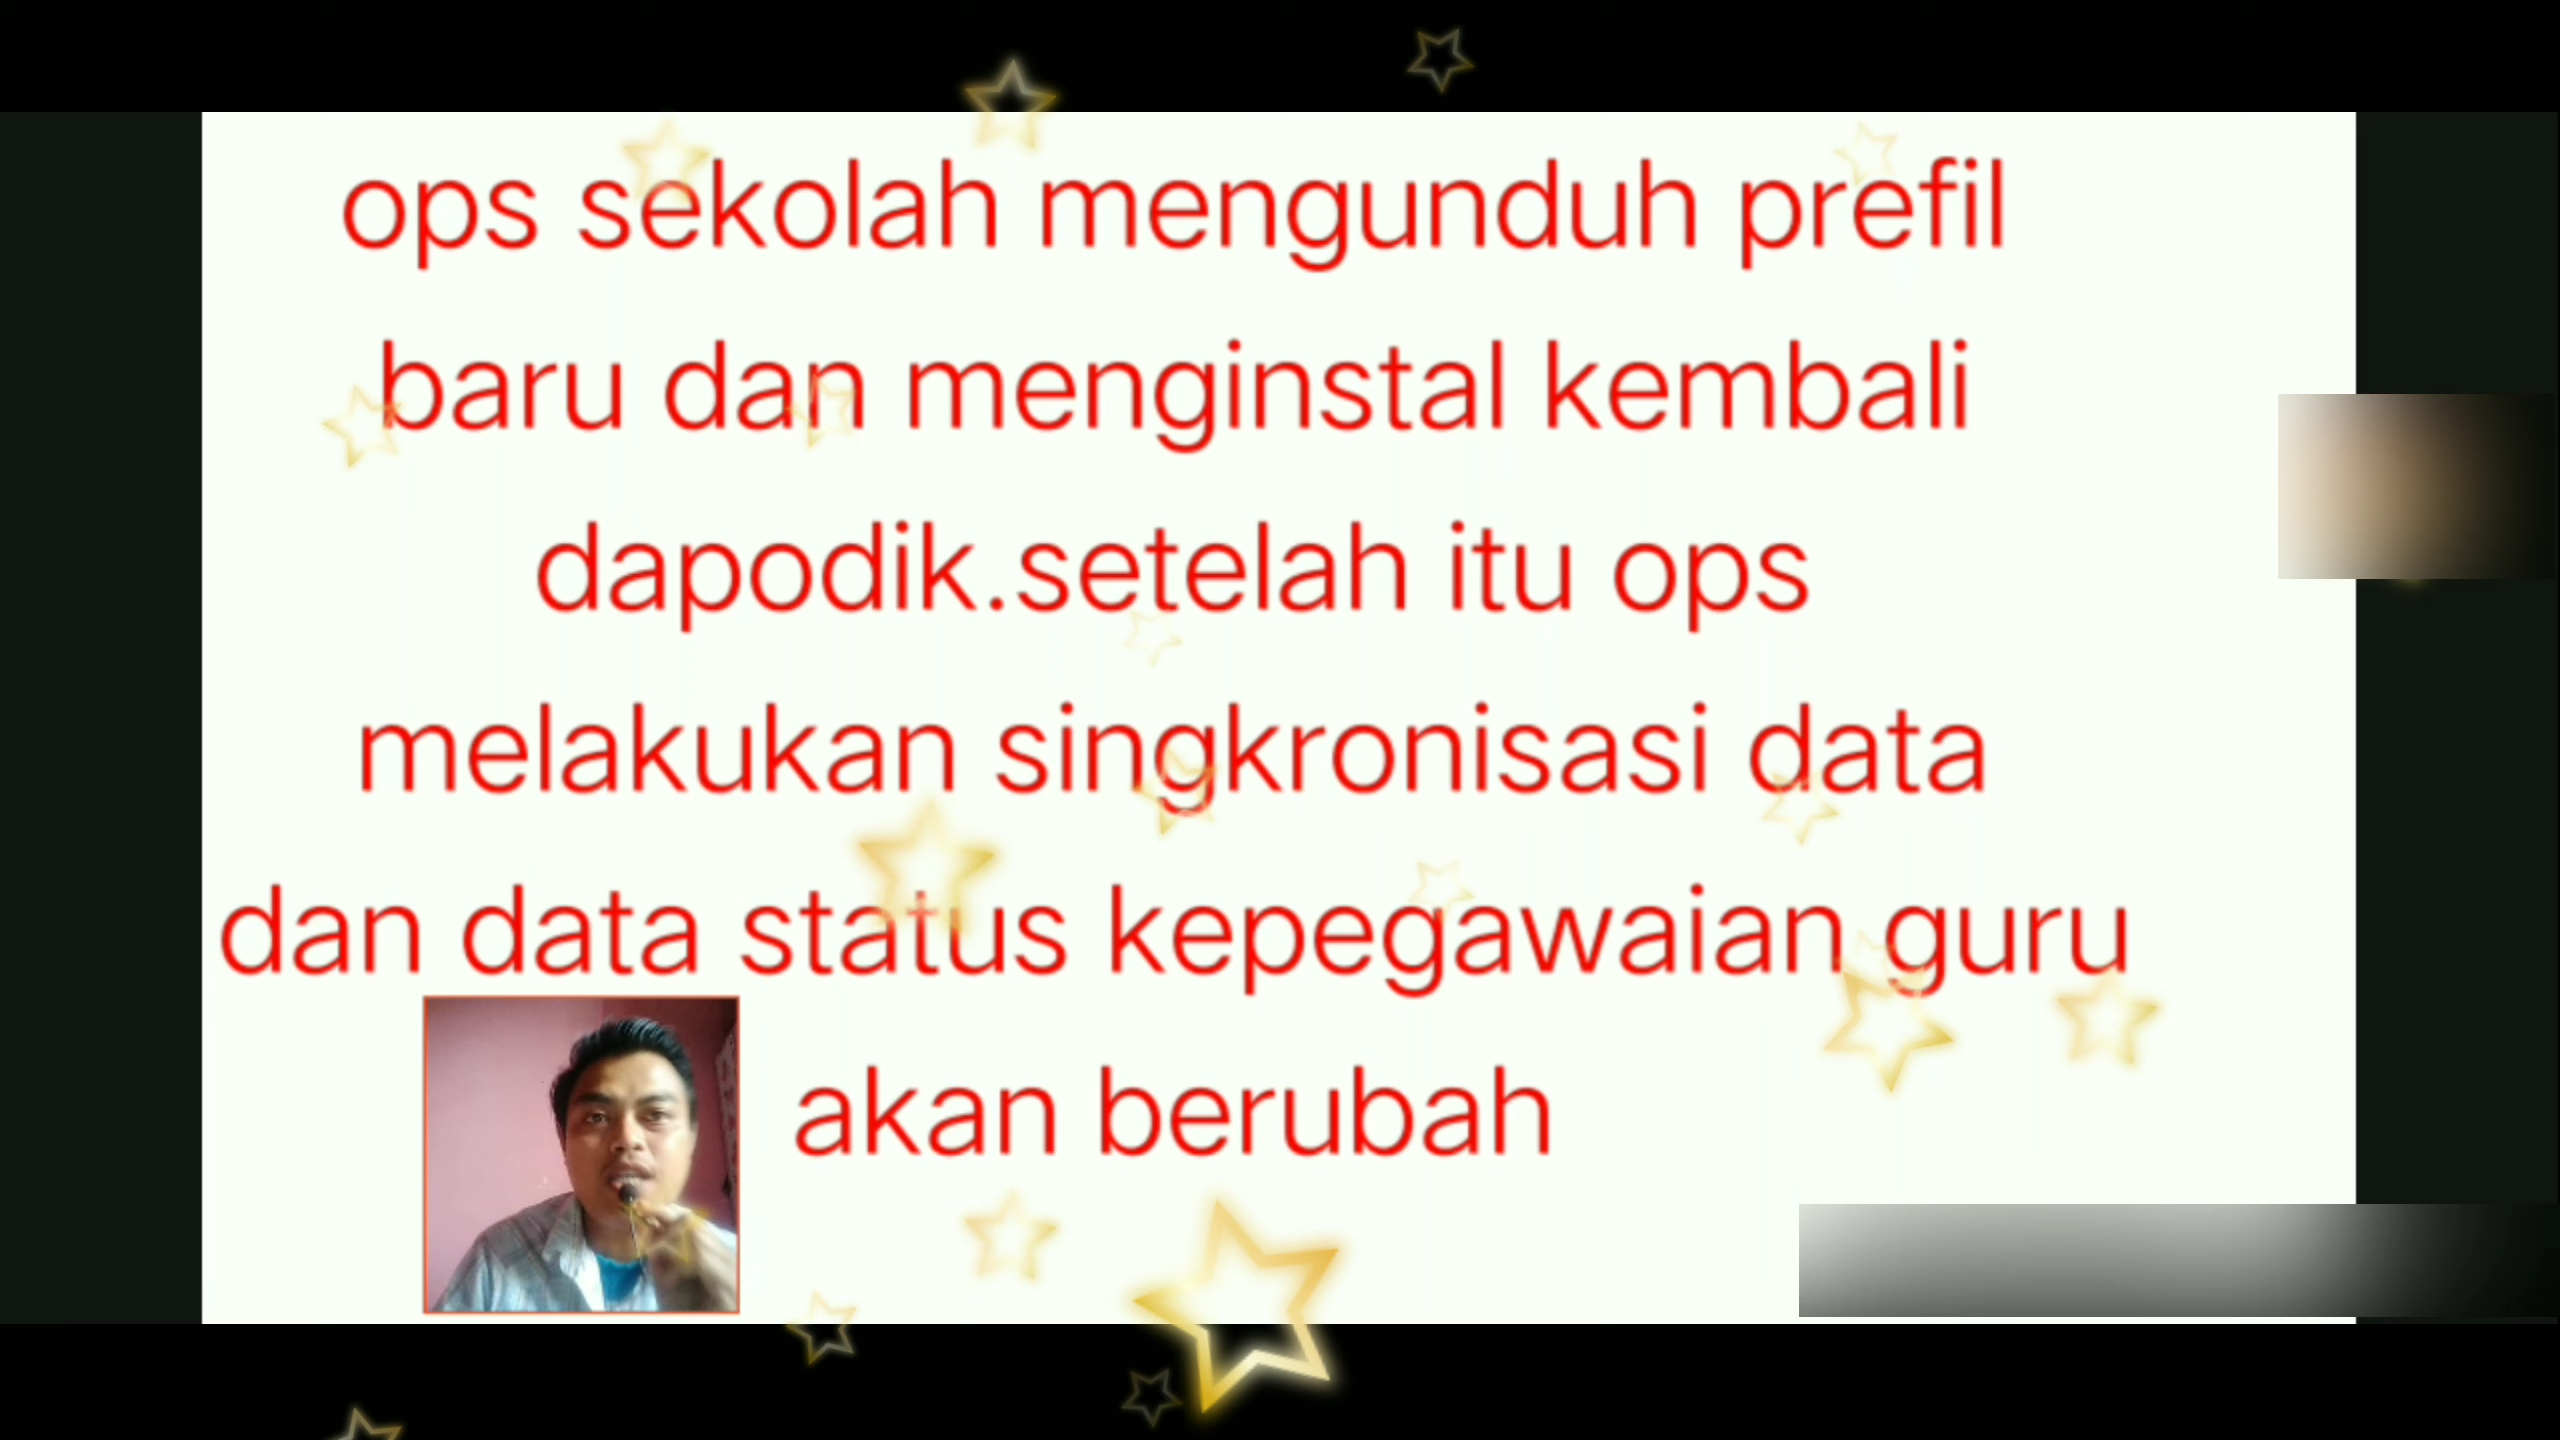 ops sekolah mengunduh prefil
baru dan menginstal kembali
dapodik.setelah itu ops
melakukan singkronisasi data
dan data status kepegawaian guru
akan berubah